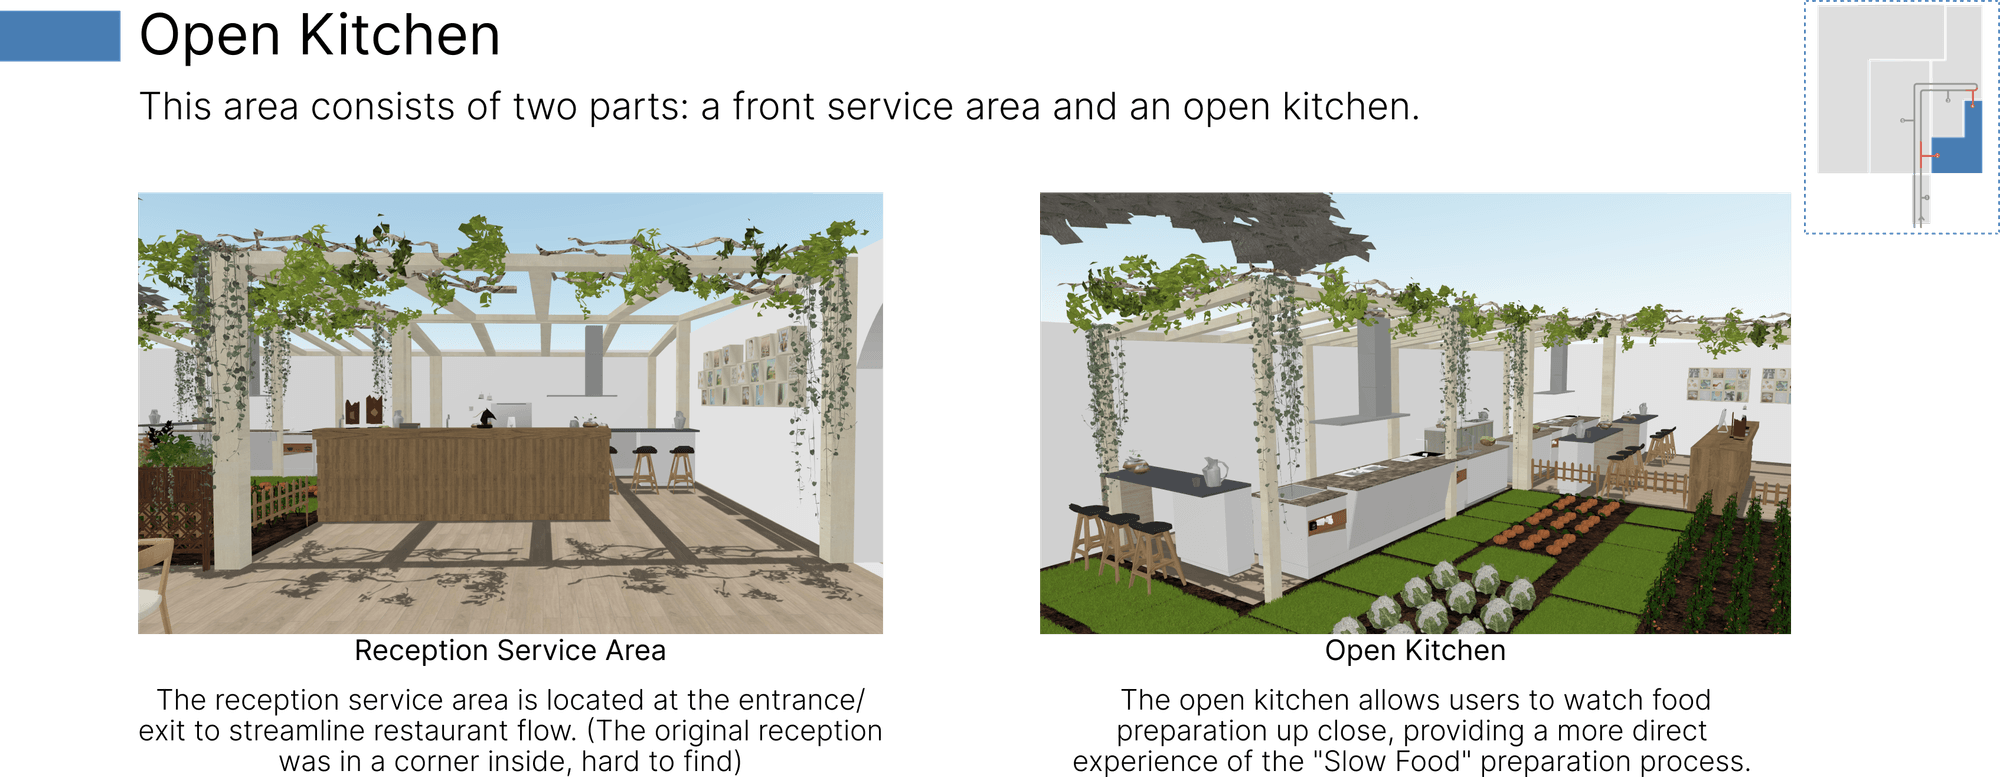 Open Kitchen
This area consists of two parts: a front service area and an open kitchen.
Reception Service Area
The reception service area is located at the entrance/
exit to streamline restaurant flow. (The original reception
was in a corner inside, hard to find)
Open Kitchen
The open kitchen allows users to watch food
preparation up close, providing a more direct
experience of the "Slow Food" preparation process.